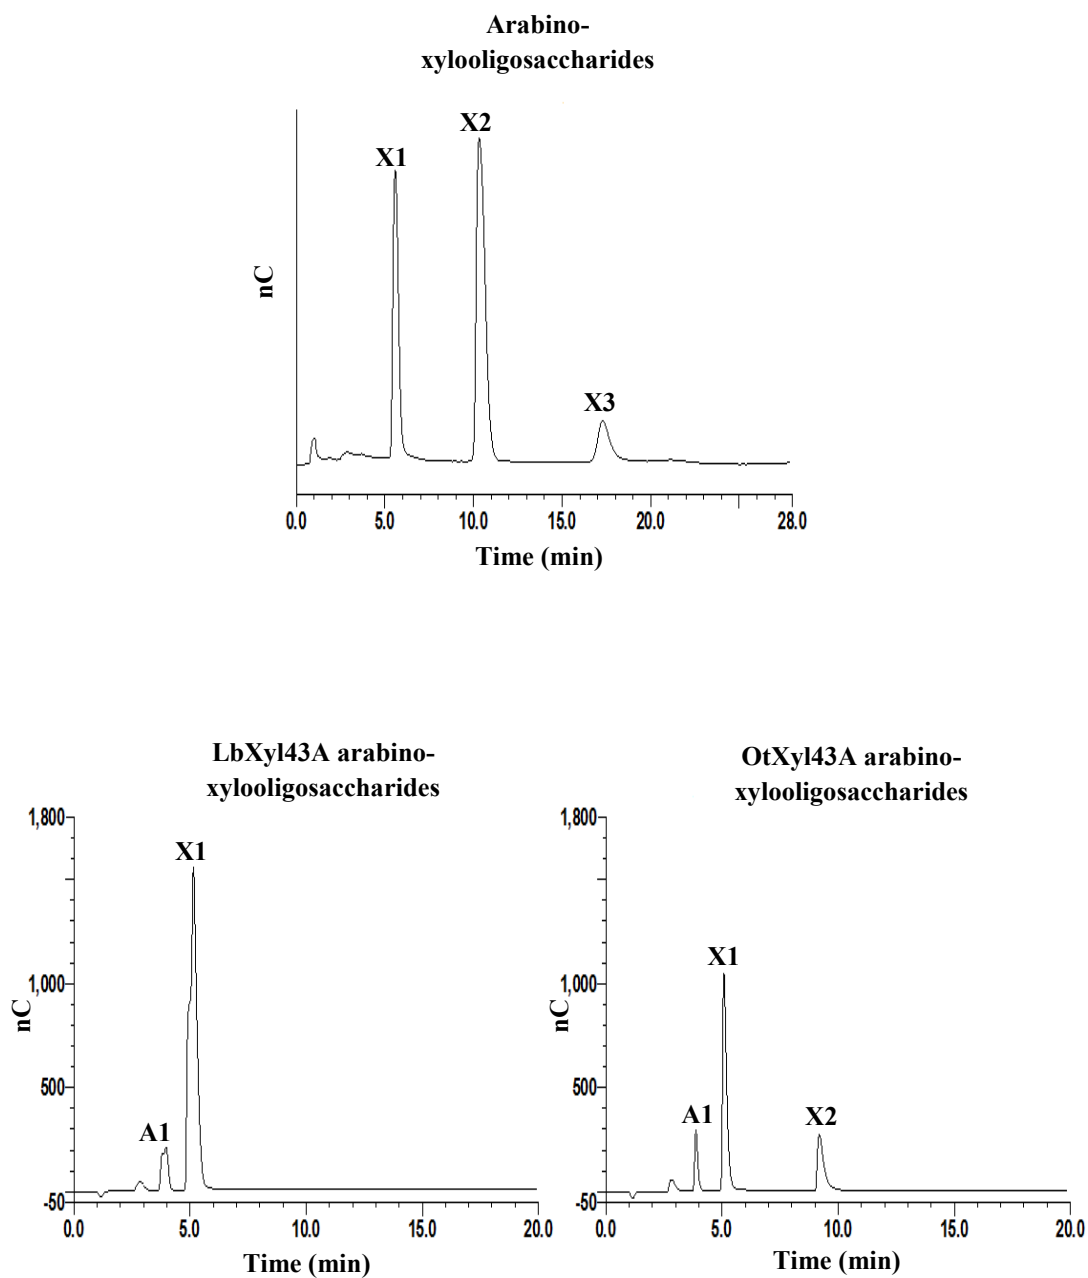 Arabino-
xylooligosaccharides
X2
X1
nC
X3
0.0 5.0 10.0 15.0 20.0 28.0
Time (min)
LbXyl43A arabino-
xylooligosaccharides
1,800
X1
1,000
nC
500
A1
-50
0.0 5.0 10.0 15.0 20.0
Time (min)
OtXyl43A arabino-
xylooligosaccharides
1,800
X1
1,000
nC
500
A1 X2
-50
0.0 5.0 10.0 15.0 20.0
Time (min)